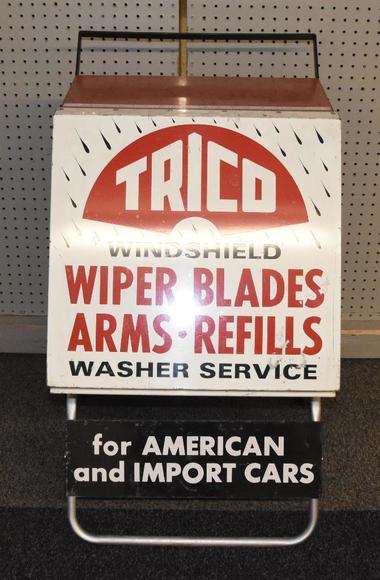 TRICO
WINDSHIELD
WIPER BLADES
ARMS · REFILLS
WASHER SERVICE
for AMERICAN
and IMPORT CARS